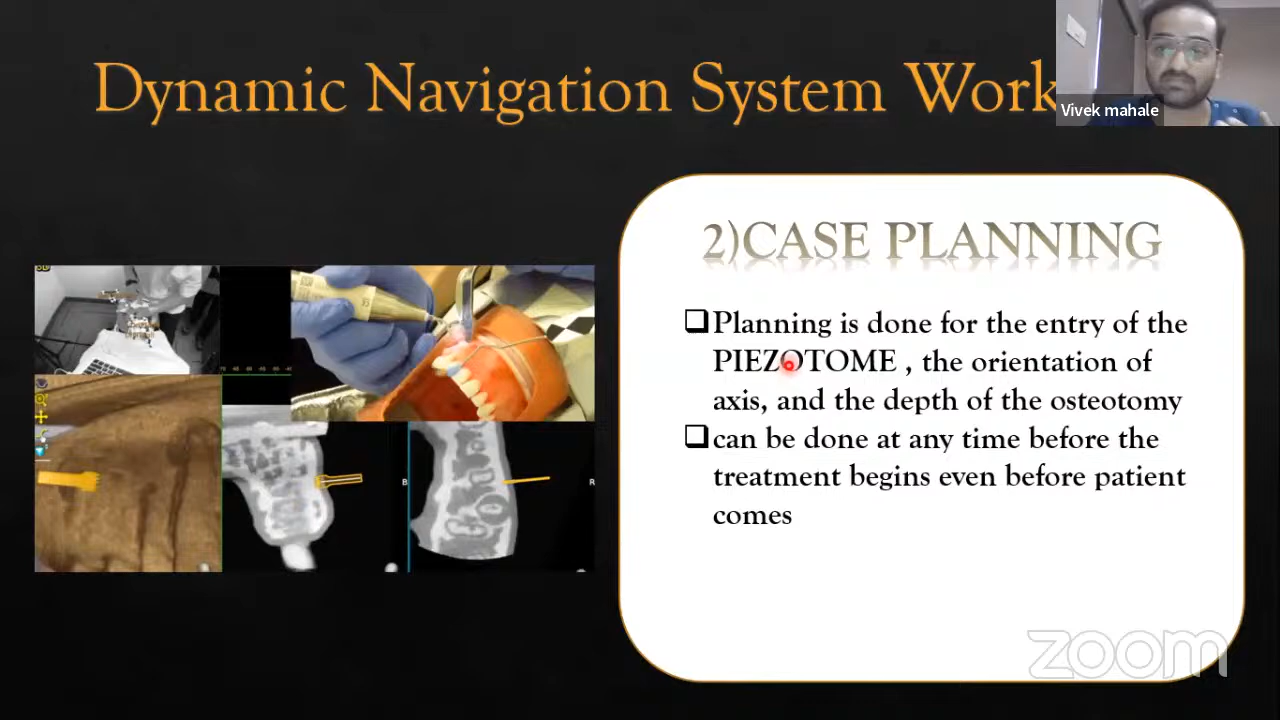 Dynamic Navigation System Work
Vivek mahale
2)CASE PLANNING
Planning is done for the entry of the
PIEZOTOME , the orientation of
axis, and the depth of the osteotomy
can be done at any time before the
treatment begins even before patient
comes
B
R
zoom